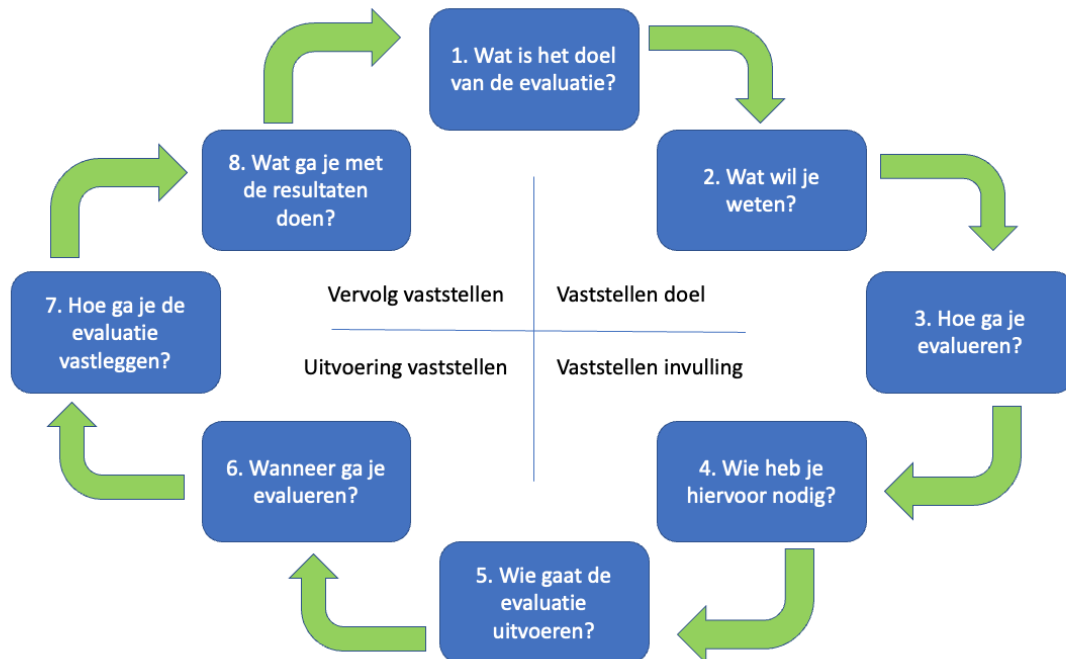 1. Wat is het doel
van de evaluatie?
2. Wat wil je
weten?
3. Hoe ga je
evalueren?
4. Wie heb je
hiervoor nodig?
5. Wie gaat de
evaluatie
uitvoeren?
6. Wanneer ga je
evalueren?
7. Hoe ga je de
evaluatie
vastleggen?
8. Wat ga je met
de resultaten
doen?
Vervolg vaststellen
Vaststellen doel
Uitvoering vaststellen
Vaststellen invulling